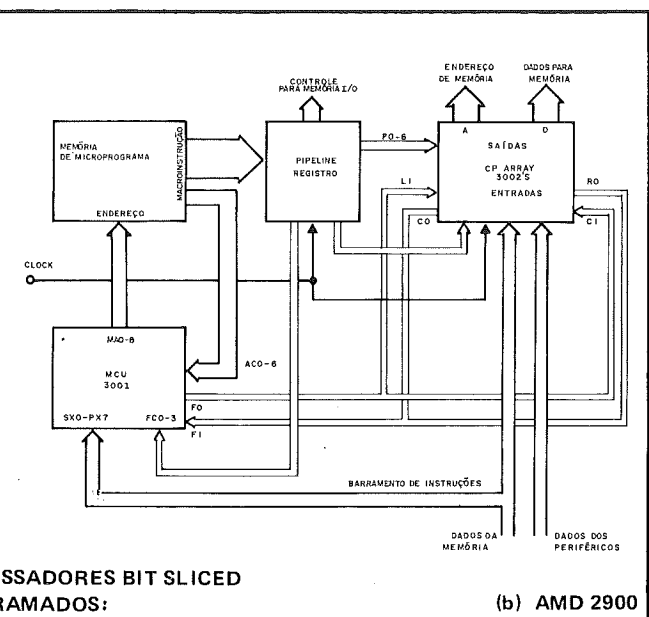 ENDEREÇO
DE MEMÓRIA
DADOS PARA
MEMÓRIA
CONTROLE
PARA MEMÓRIA I/O
MEMÓRIA
DE MICROPROGRAMA
MACROINSTRUÇÃO
ENDEREÇO
PIPELINE
REGISTRO
PO-6
A
D
SAÍDAS
CP ARRAY
3002'S
ENTRADAS
LI
CO
RO
CI
CLOCK
MAO-8
MCU
3001
SXO-PX7
FCO-3
ACO-6
FO
FI
BARRAMENTO DE INSTRUÇÕES
DADOS DA
MEMÓRIA
DADOS DOS
PERIFÉRICOS
SSADORES BIT SLICED
RAMADOS:
(b) AMD 2900